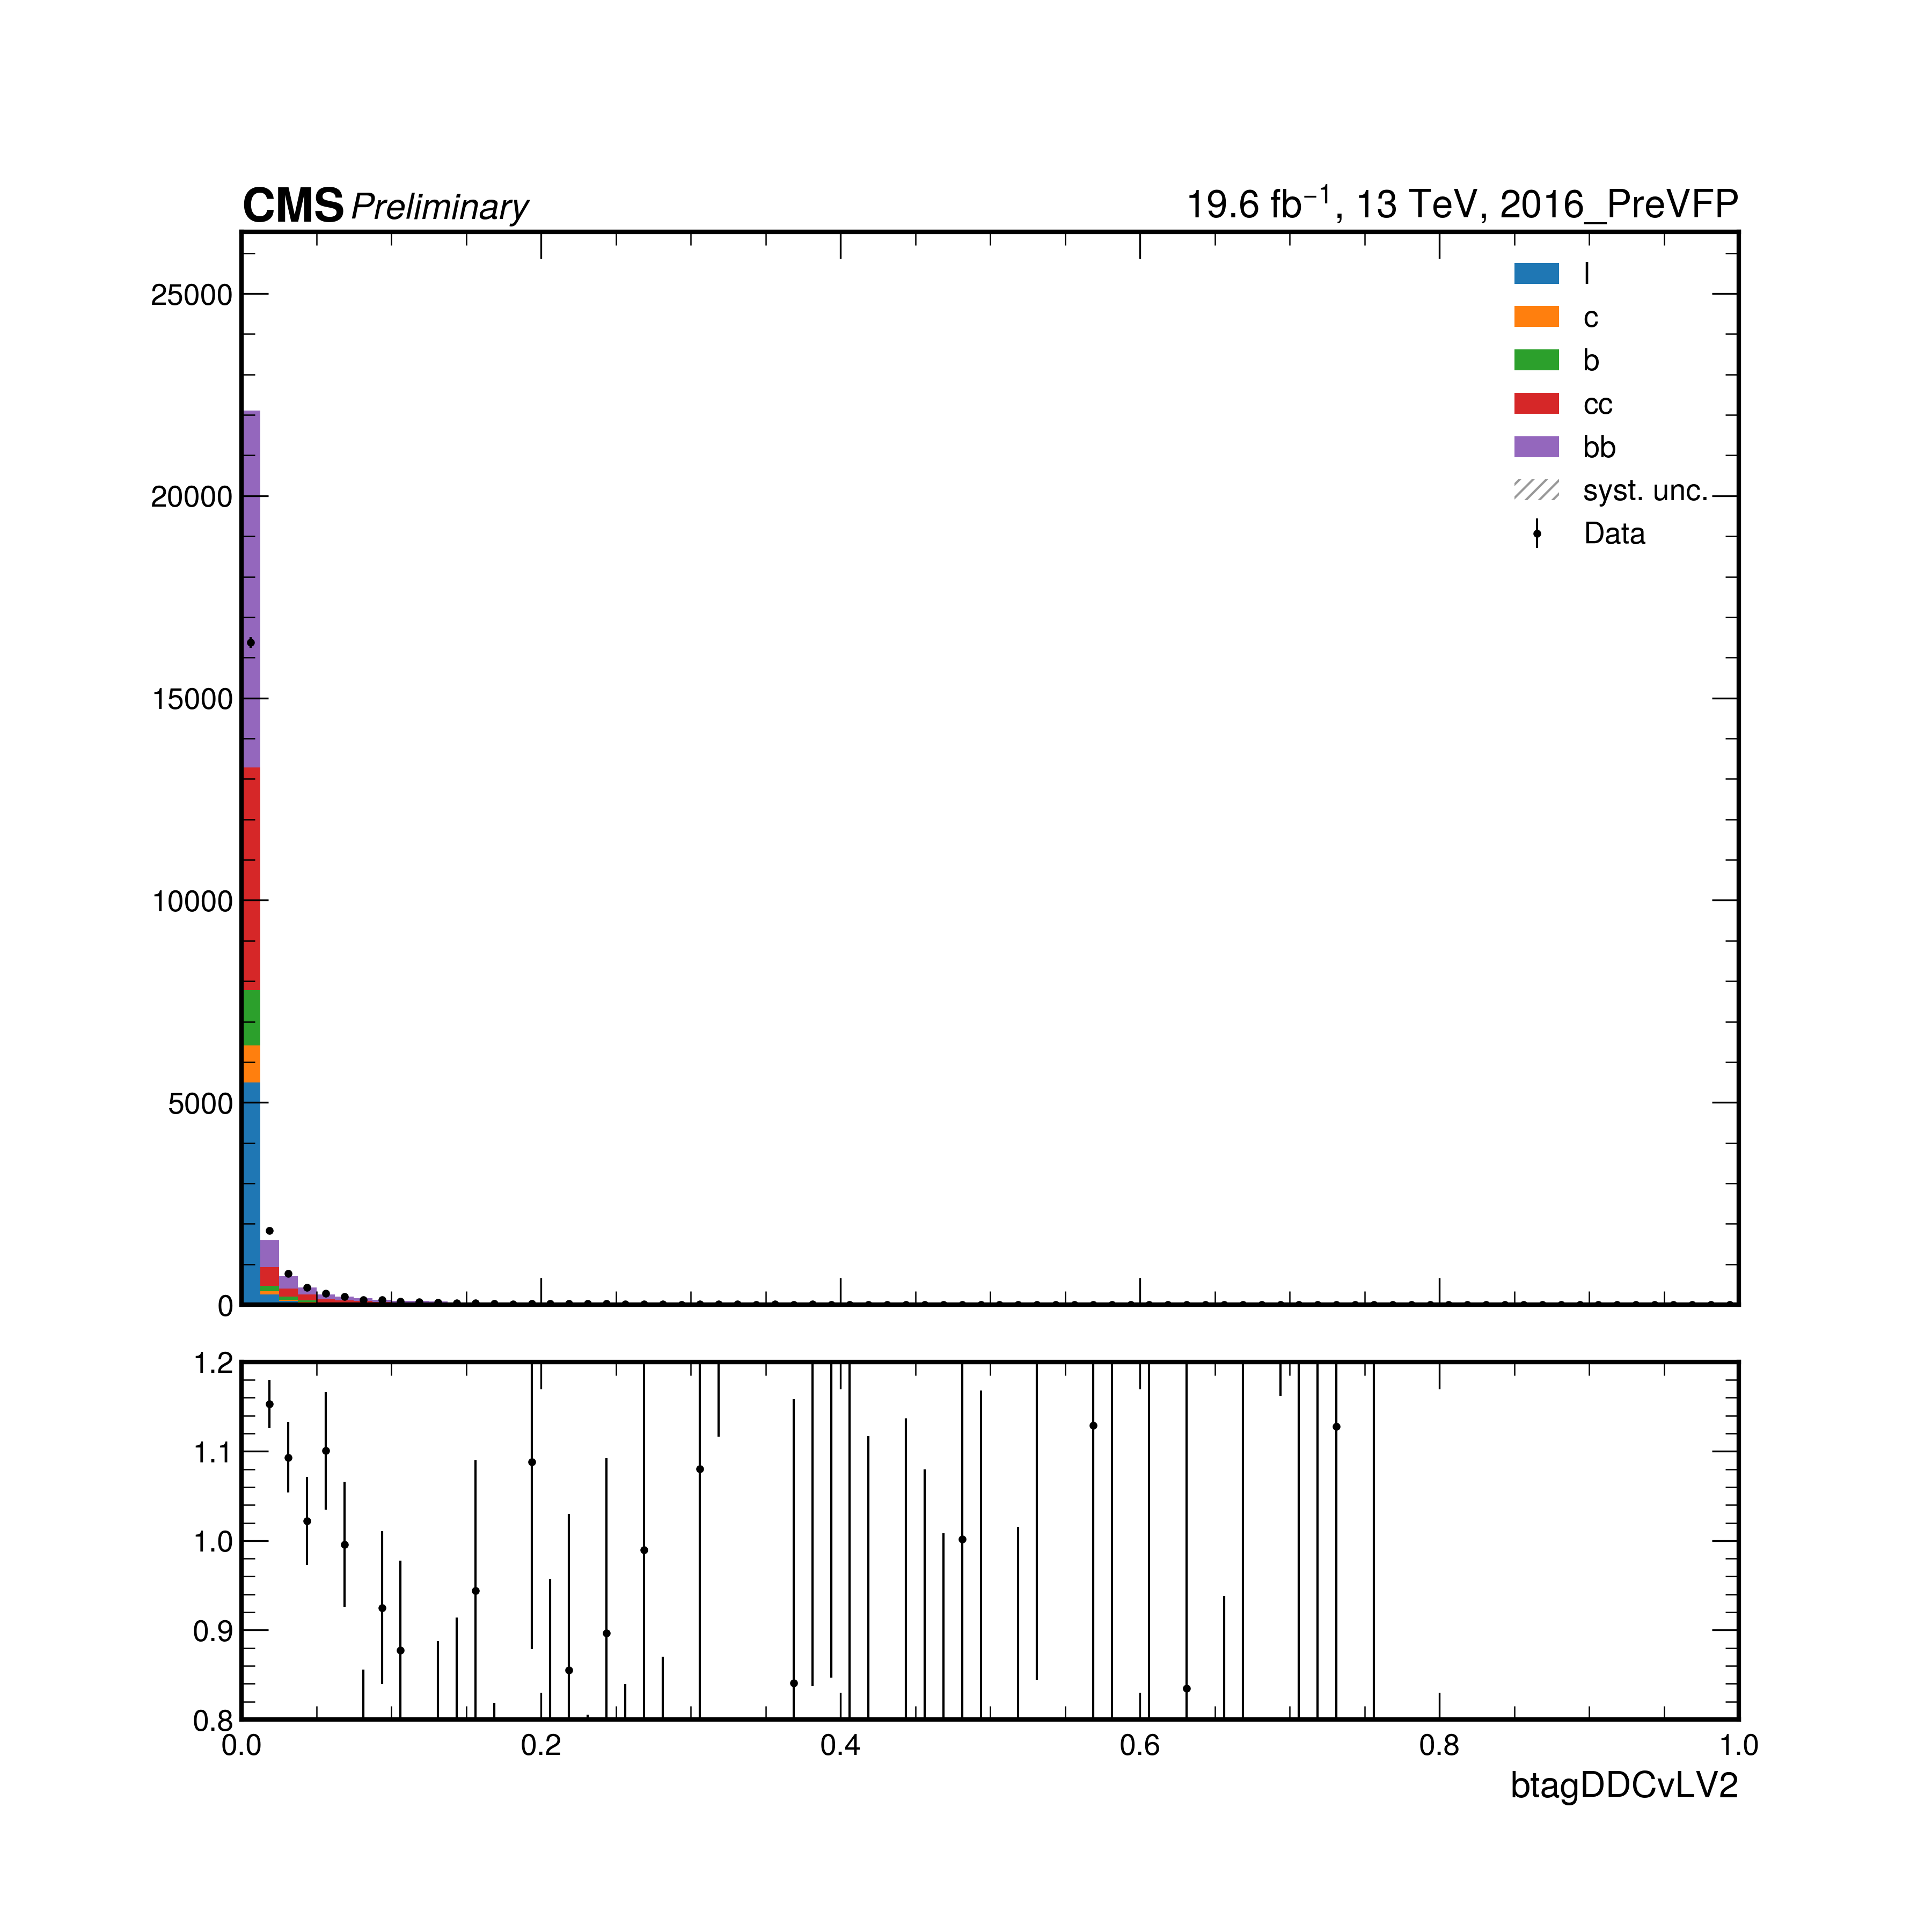 CMS Preliminary
19.6 fb⁻¹, 13 TeV, 2016_PreVFP
25000
20000
15000
10000
5000
0
l
c
b
cc
bb
syst. unc.
Data
1.2
1.1
1.0
0.9
0.8
0.0 0.2 0.4 0.6 0.8 1.0
btagDDCvLV2